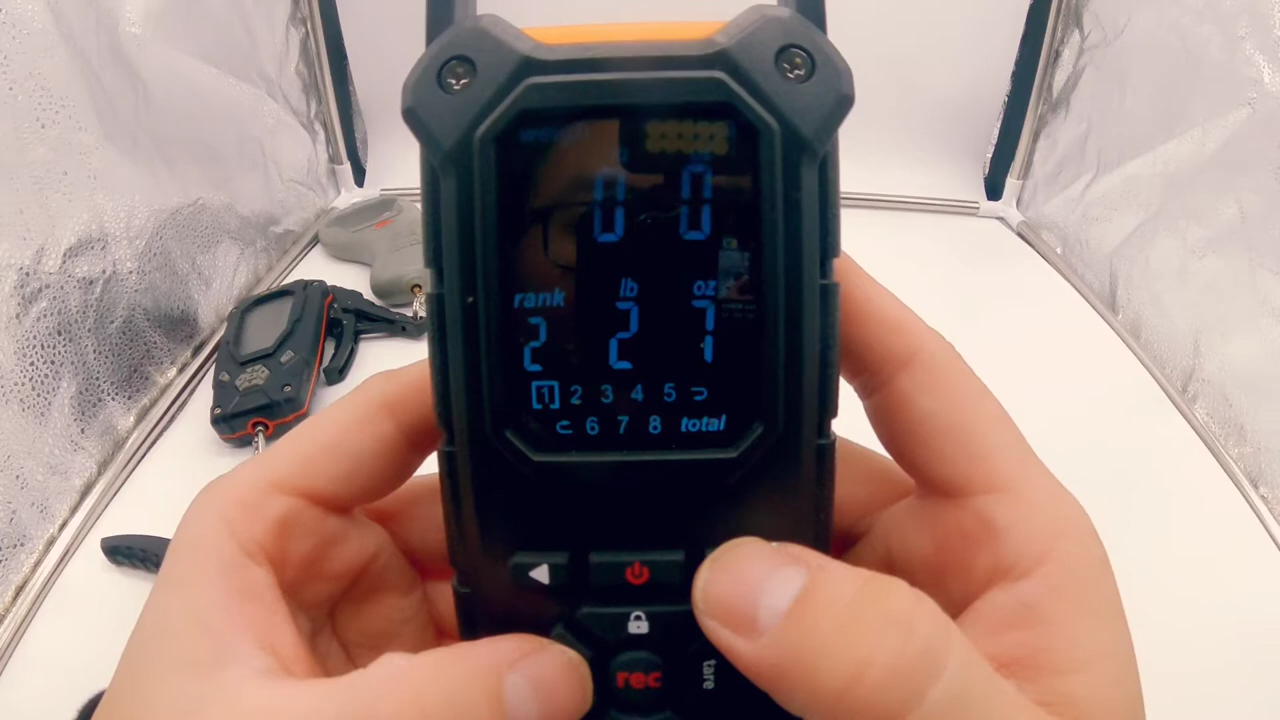 0 0
rank lb oz
2 2 7
1 2 3 4 5 ⊃
⊂ 6 7 8 total
rec
tare